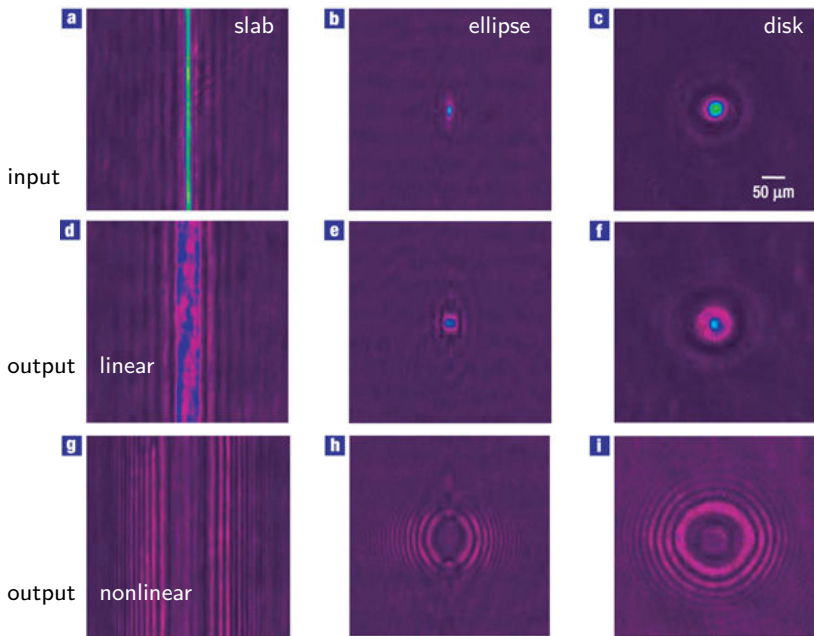 a slab
b ellipse
c disk
input
50 μm
d
e
f
output linear
g
h
i
output nonlinear